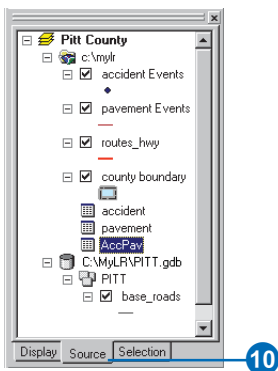 Pitt County
c:\mylr
accident Events
pavement Events
routes_hwy
county boundary
accident
pavement
AccPav
C:\MyLR\PITT.gdb
PITT
base_roads
Display Source Selection
10